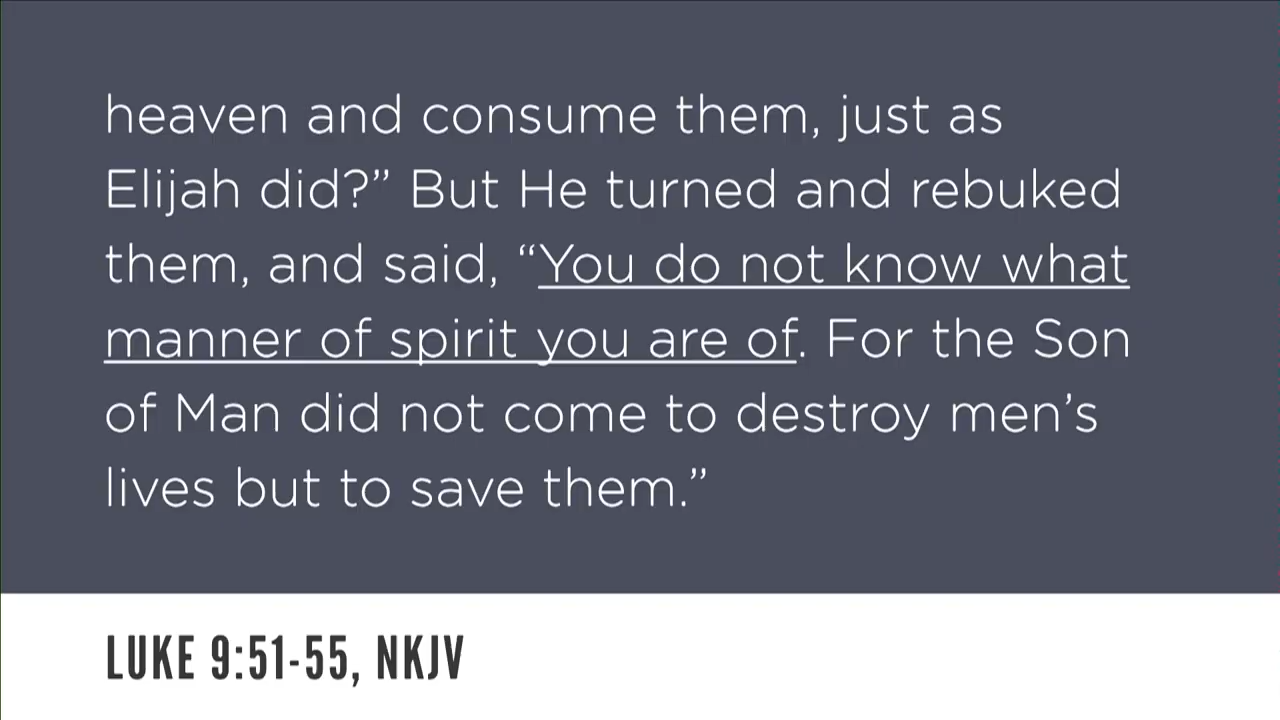 heaven and consume them, just as
Elijah did?” But He turned and rebuked
them, and said, “You do not know what
manner of spirit you are of. For the Son
of Man did not come to destroy men’s
lives but to save them.”
LUKE 9:51-55, NKJV